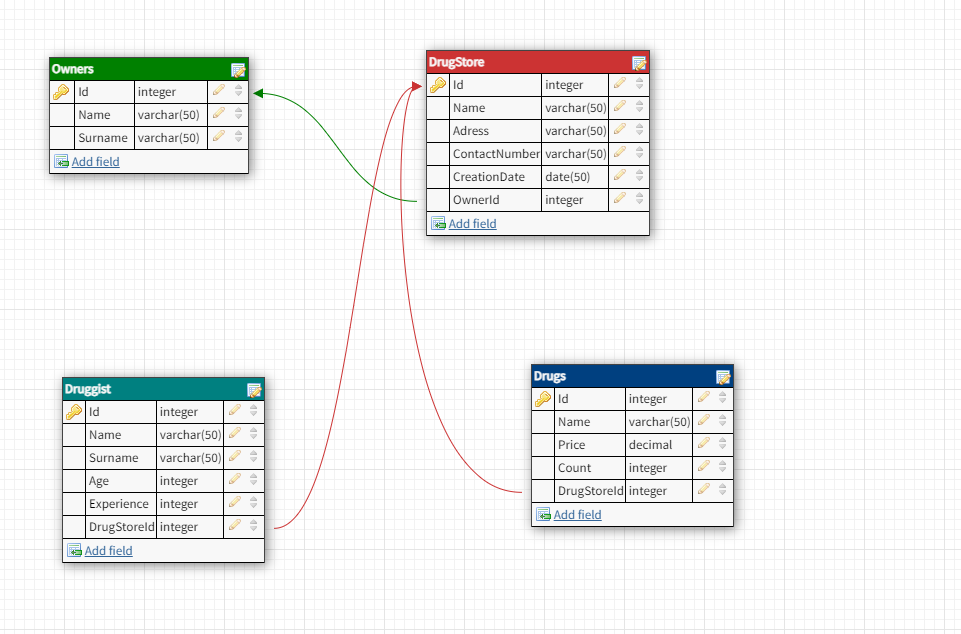 Owners
Id integer
Name varchar(50)
Surname varchar(50)
Add field
DrugStore
Id integer
Name varchar(50)
Adress varchar(50)
ContactNumber varchar(50)
CreationDate date(50)
OwnerId integer
Add field
Druggist
Id integer
Name varchar(50)
Surname varchar(50)
Age integer
Experience integer
DrugStoreId integer
Add field
Drugs
Id integer
Name varchar(50)
Price decimal
Count integer
DrugStoreId integer
Add field